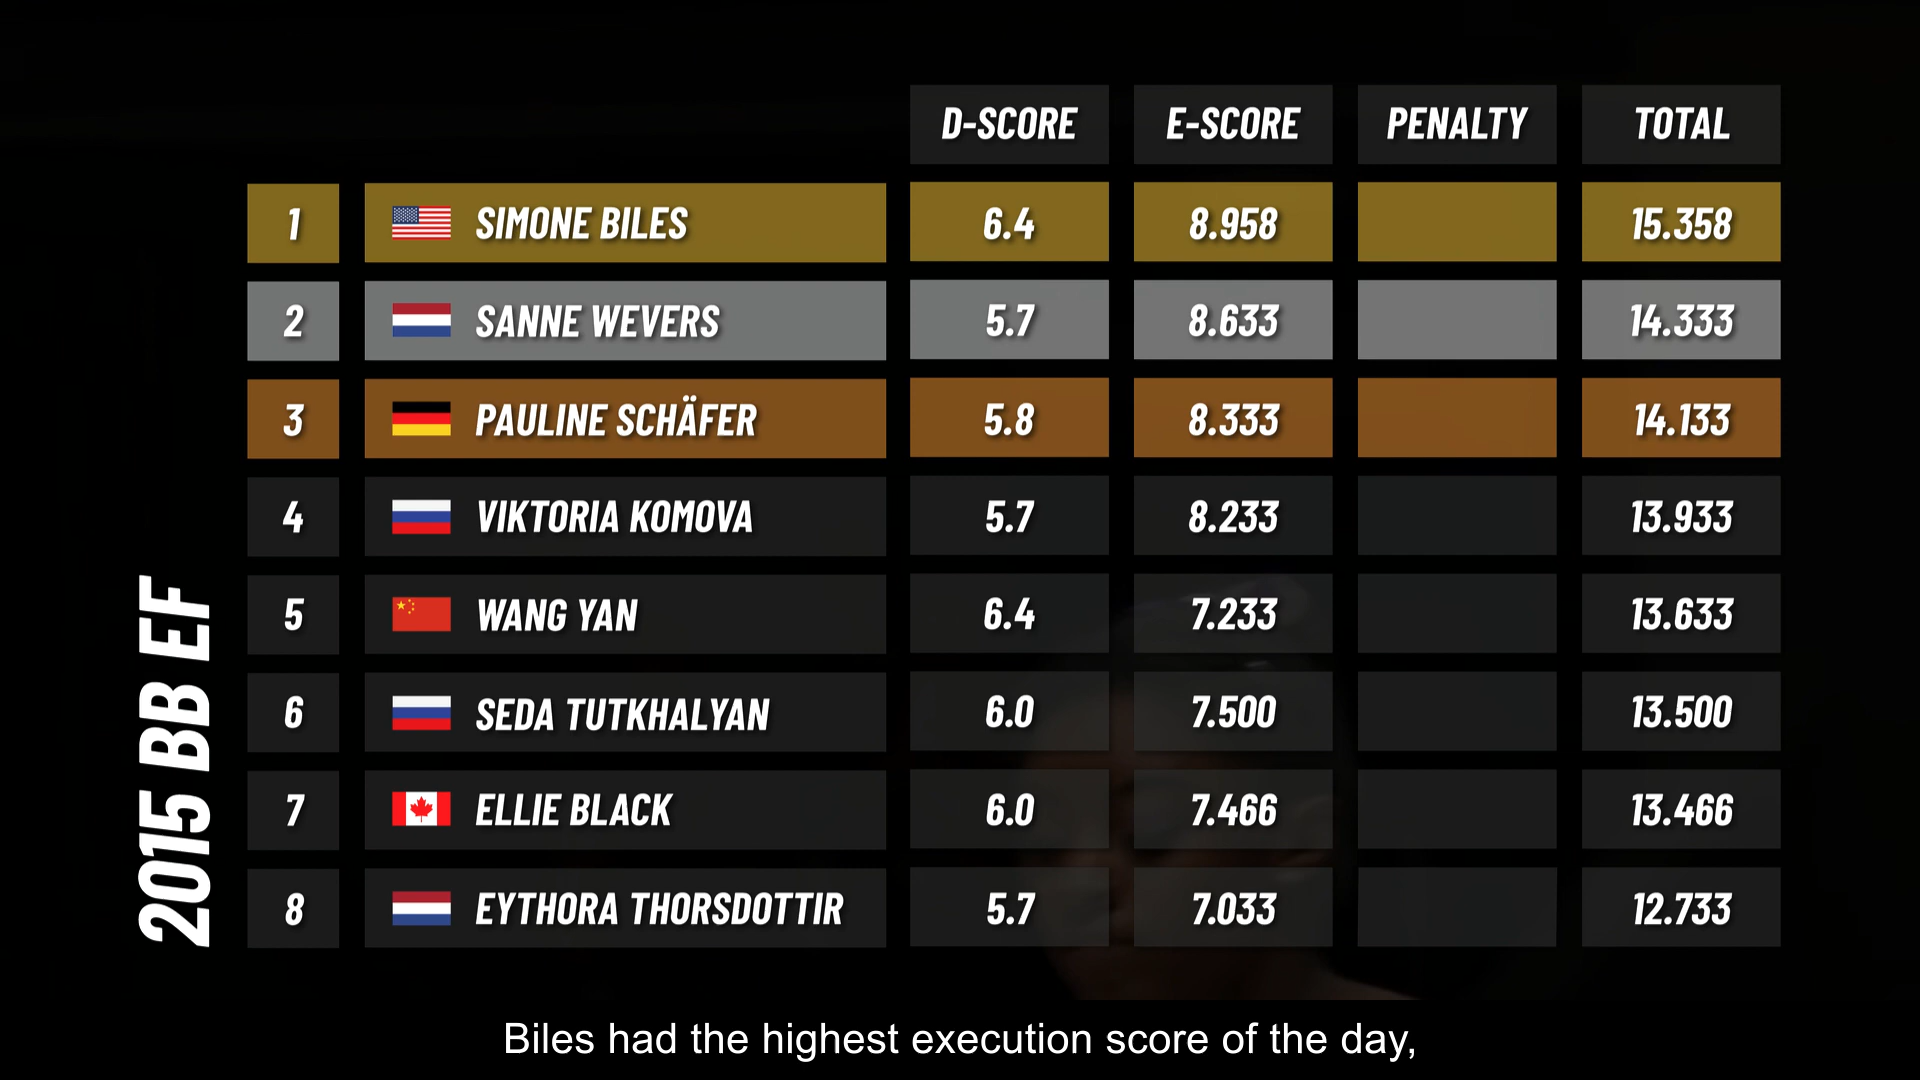 D-SCORE E-SCORE PENALTY TOTAL
1 SIMONE BILES 6.4 8.958 15.358
2 SANNE WEVERS 5.7 8.633 14.333
3 PAULINE SCHÄFER 5.8 8.333 14.133
4 VIKTORIA KOMOVA 5.7 8.233 13.933
5 WANG YAN 6.4 7.233 13.633
6 SEDA TUTKHALYAN 6.0 7.500 13.500
7 ELLIE BLACK 6.0 7.466 13.466
8 EYTHORA THORSDOTTIR 5.7 7.033 12.733
2015 BB EF
Biles had the highest execution score of the day,